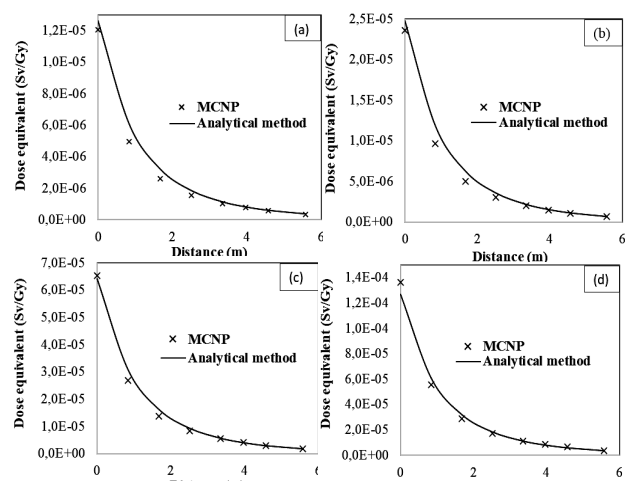 (a)
Dose equivalent (Sv/Gy)
1,2E-05
1,0E-05
8,0E-06
6,0E-06
4,0E-06
2,0E-06
0,0E+00
MCNP
Analytical method
0 2 4 6
Distance (m)
(b)
Dose equivalent (Sv/Gy)
2,5E-05
2,0E-05
1,5E-05
1,0E-05
5,0E-06
0,0E+00
MCNP
Analytical method
0 2 4 6
Distance (m)
(c)
Dose equivalent (Sv/Gy)
7,0E-05
6,0E-05
5,0E-05
4,0E-05
3,0E-05
2,0E-05
1,0E-05
0,0E+00
MCNP
Analytical method
0 2 4 6
(d)
Dose equivalent (Sv/Gy)
1,4E-04
1,2E-04
1,0E-04
8,0E-05
6,0E-05
4,0E-05
2,0E-05
0,0E+00
MCNP
Analytical method
0 2 4 6